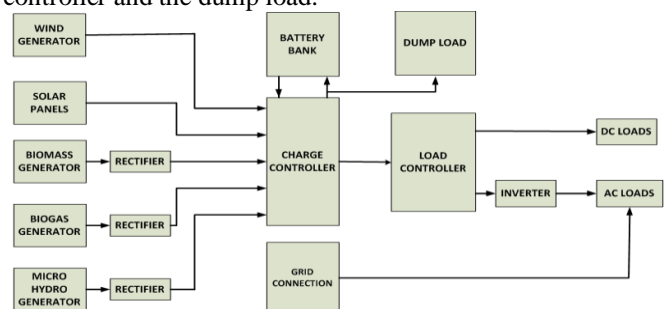 controller and the dump load.
WIND
GENERATOR
BATTERY
BANK
DUMP LOAD
SOLAR
PANELS
BIOMASS
GENERATOR
RECTIFIER
CHARGE
CONTROLLER
LOAD
CONTROLLER
DC LOADS
INVERTER
AC LOADS
BIOGAS
GENERATOR
RECTIFIER
MICRO
HYDRO
GENERATOR
RECTIFIER
GRID
CONNECTION